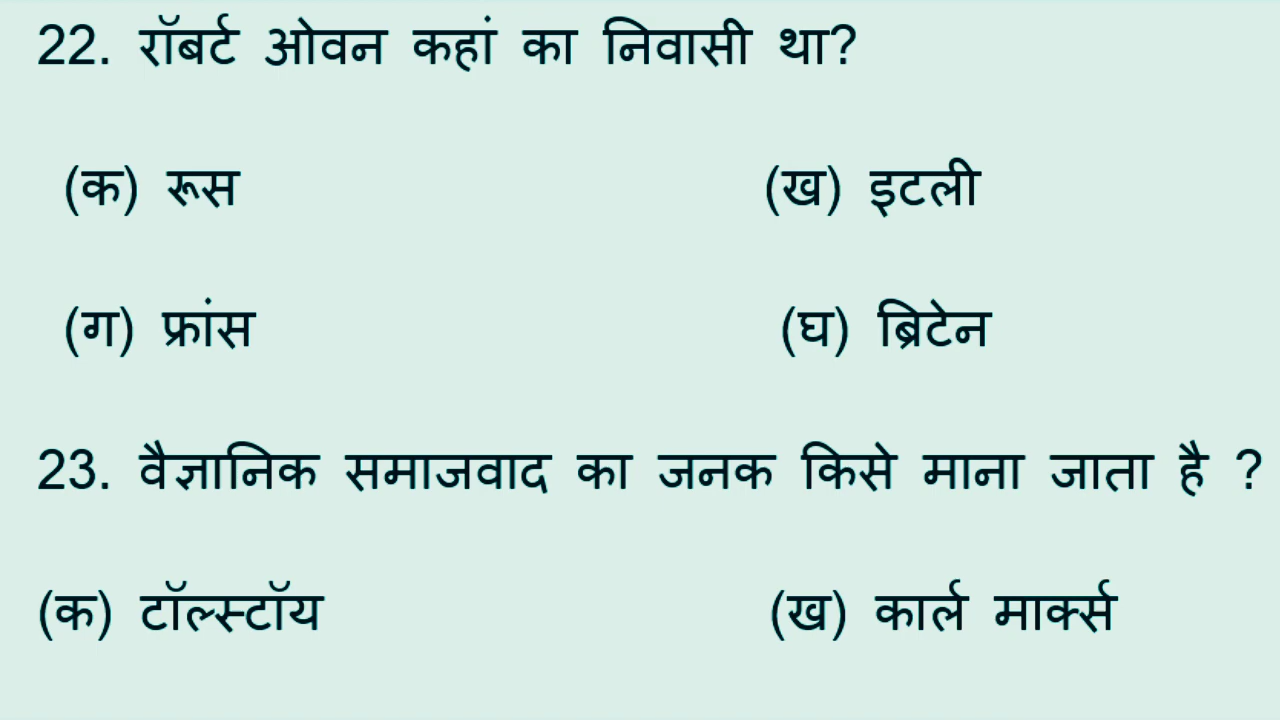 22. रॉबर्ट ओवन कहां का निवासी था?
(क) रूस (ख) इटली
(ग) फ्रांस (घ) ब्रिटेन
23. वैज्ञानिक समाजवाद का जनक किसे माना जाता है ?
(क) टॉल्स्टॉय (ख) कार्ल मार्क्स